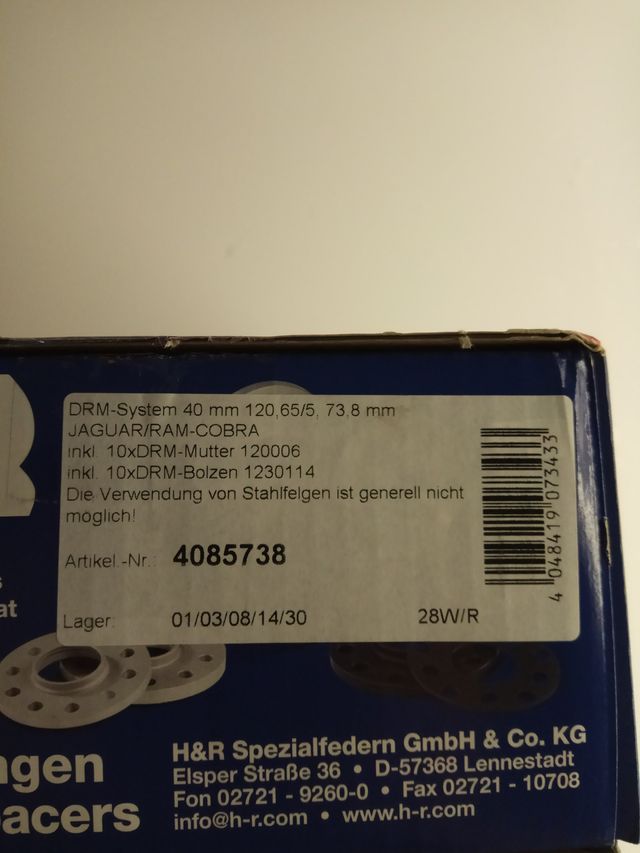 DRM-System 40 mm 120,65/5, 73,8 mm
JAGUAR/RAM-COBRA
inkl. 10xDRM-Mutter 120006
inkl. 10xDRM-Bolzen 1230114
Die Verwendung von Stahlfelgen ist generell nicht
möglich!
Artikel.-Nr.: 4085738
Lager: 01/03/08/14/30 28W/R
4 048419 073433
H&R Spezialfedern GmbH & Co. KG
Elsper Straße 36 • D-57368 Lennestadt
Fon 02721 - 9260-0 • Fax 02721 - 10708
info@h-r.com • www.h-r.com